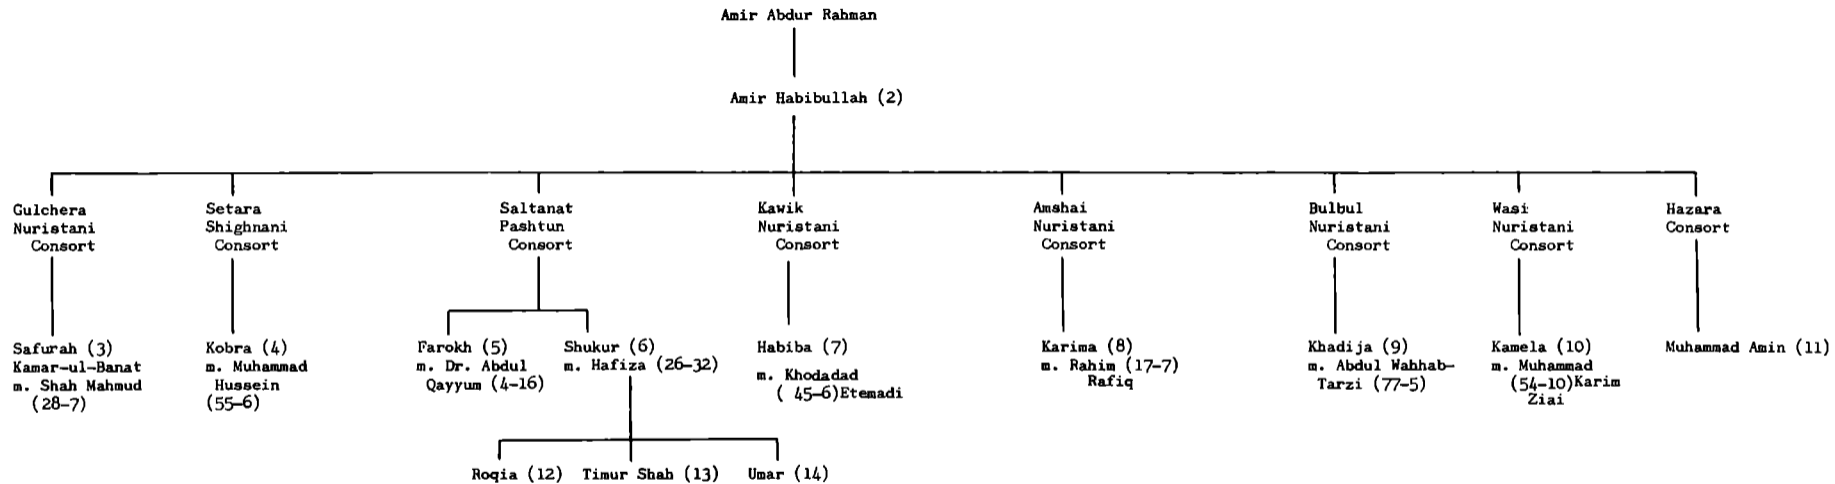 Amir Abdur Rahman
Amir Habibullah (2)
Gulchera
Nuristani
Consort
Setara
Shighnani
Consort
Saltanat
Pashtun
Consort
Kawik
Nuristani
Consort
Amshai
Nuristani
Consort
Bulbul
Nuristani
Consort
Wasi
Nuristani
Consort
Hazara
Consort
Safurah (3)
Kamar-ul-Banat
m. Shah Mahmud
(28-7)
Kobra (4)
m. Muhammad
Hussein
(55-6)
Farokh (5)
m. Dr. Abdul
Qayyum (4-16)
Shukur (6)
m. Hafiza (26-32)
Habiba (7)
m. Khodadad
( 45-6)Etemadi
Karima (8)
m. Rahim (17-7)
Rafiq
Khadija (9)
m. Abdul Wahhab-
Tarzi (77-5)
Kamela (10)
m. Muhammad
(54-10)Karim
Ziai
Muhammad Amin (11)
Roqia (12)
Timur Shah (13)
Umar (14)